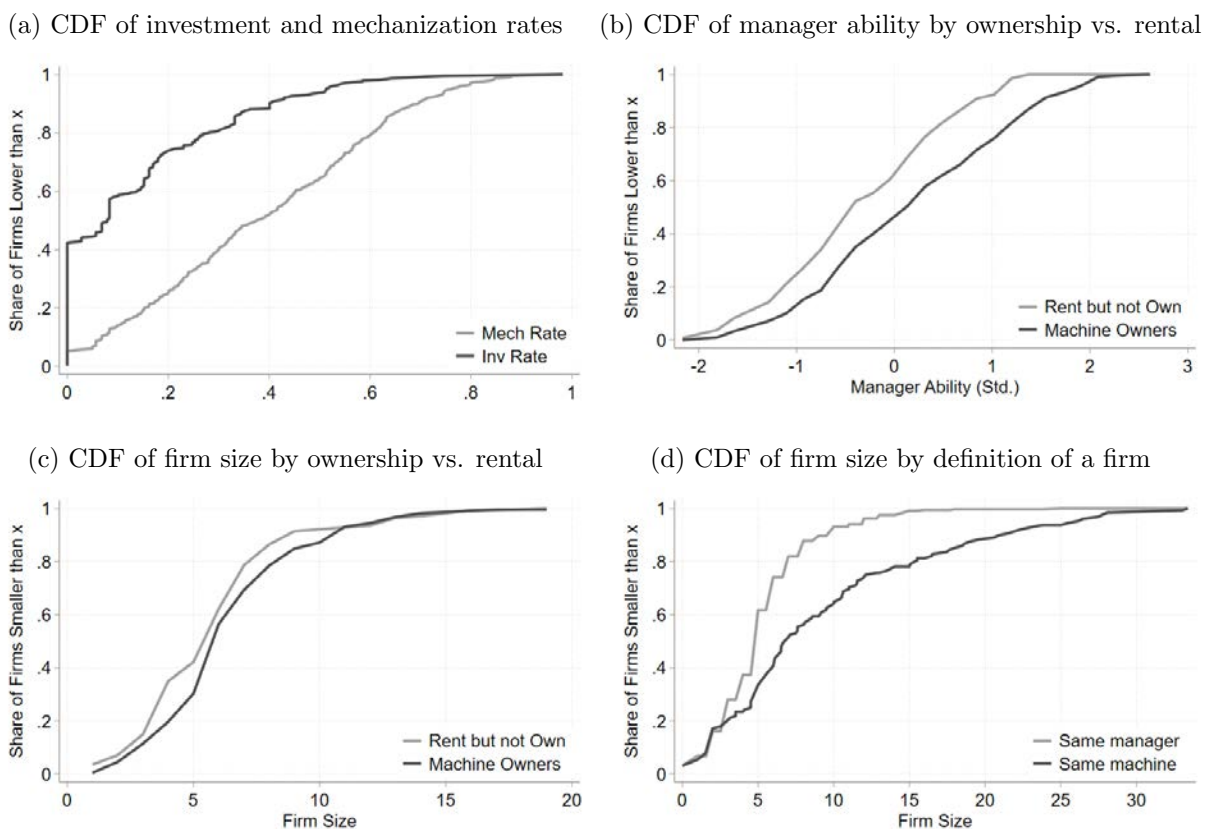 (a) CDF of investment and mechanization rates
Share of Firms Lower than x
1
.8
.6
.4
.2
0
0 .2 .4 .6 .8 1
Mech Rate
Inv Rate
(b) CDF of manager ability by ownership vs. rental
Share of Firms Lower than x
1
.8
.6
.4
.2
0
-2 -1 0 1 2 3
Manager Ability (Std.)
Rent but not Own
Machine Owners
(c) CDF of firm size by ownership vs. rental
Share of Firms Smaller than x
1
.8
.6
.4
.2
0
0 5 10 15 20
Firm Size
Rent but not Own
Machine Owners
(d) CDF of firm size by definition of a firm
Share of Firms Smaller than x
1
.8
.6
.4
.2
0
0 5 10 15 20 25 30
Firm Size
Same manager
Same machine